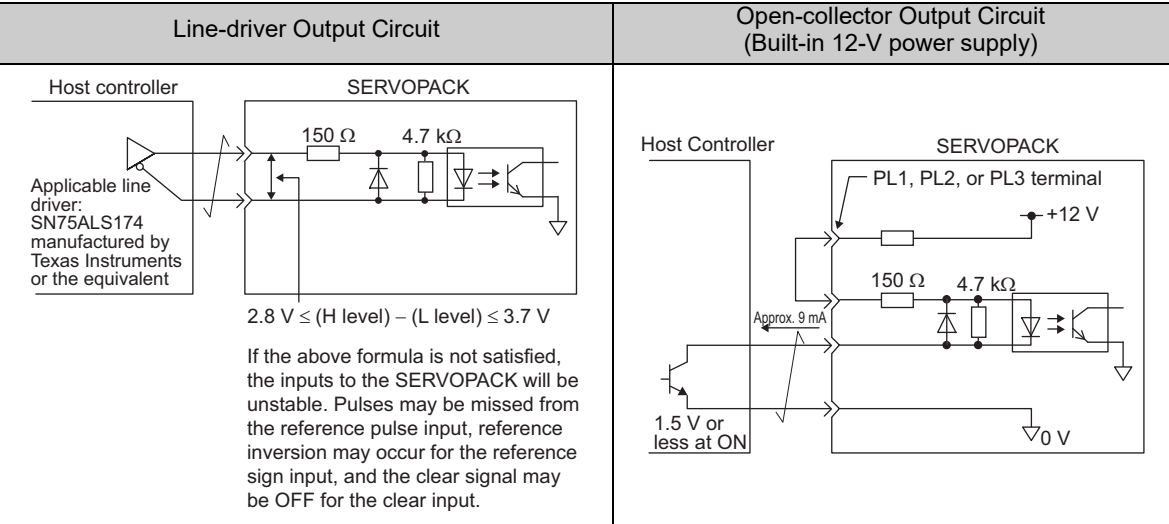 Line-driver Output Circuit
Open-collector Output Circuit
(Built-in 12-V power supply)
Host controller
SERVOPACK
150 Ω
4.7 kΩ
Applicable line
driver:
SN75ALS174
manufactured by
Texas Instruments
or the equivalent
2.8 V ≤ (H level) – (L level) ≤ 3.7 V
If the above formula is not satisfied,
the inputs to the SERVOPACK will be
unstable. Pulses may be missed from
the reference pulse input, reference
inversion may occur for the reference
sign input, and the clear signal may
be OFF for the clear input.
Host Controller
SERVOPACK
PL1, PL2, or PL3 terminal
+12 V
150 Ω
4.7 kΩ
Approx. 9 mA
1.5 V or
less at ON
0 V